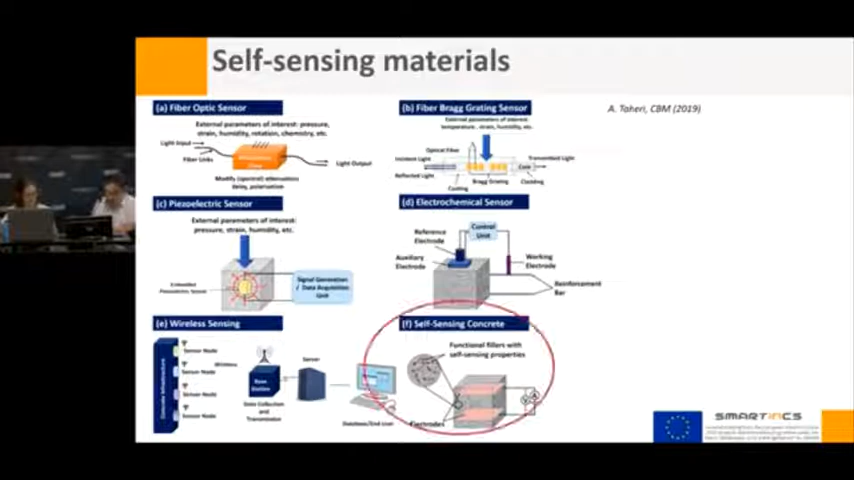 Self-sensing materials
A. Taheri, CBM (2019)
(a) Fiber Optic Sensor
External parameters of interest: pressure,
strain, humidity, rotation, chemistry, etc.
Light Input
Fiber Links
Light Output
Modify (spectral) attenuations
delay, polarisation
(b) Fiber Bragg Grating Sensor
External parameters of interest:
temperature, strain, humidity, etc.
Optical Fiber
Incident Light
Transmitted Light
Reflected Light
Core
Bragg Grating
Coating
Cladding
(c) Piezoelectric Sensor
External parameters of interest:
pressure, strain, humidity, etc.
Embedded
Piezoelectric Sensor
Signal Generation
/ Data Acquisition
Unit
(d) Electrochemical Sensor
Reference
Electrode
Control
Unit
Auxiliary
Electrode
Working
Electrode
Reinforcement
Bar
(e) Wireless Sensing
Concrete Infrastructure
Sensor Node
Sensor Node
Sensor Node
Sensor Node
Wireless
Base
Station
Data Collection
and
Transmission
Server
Database/End User
(f) Self-Sensing Concrete
Functional fillers with
self-sensing properties
Electrodes
SMARTINCS